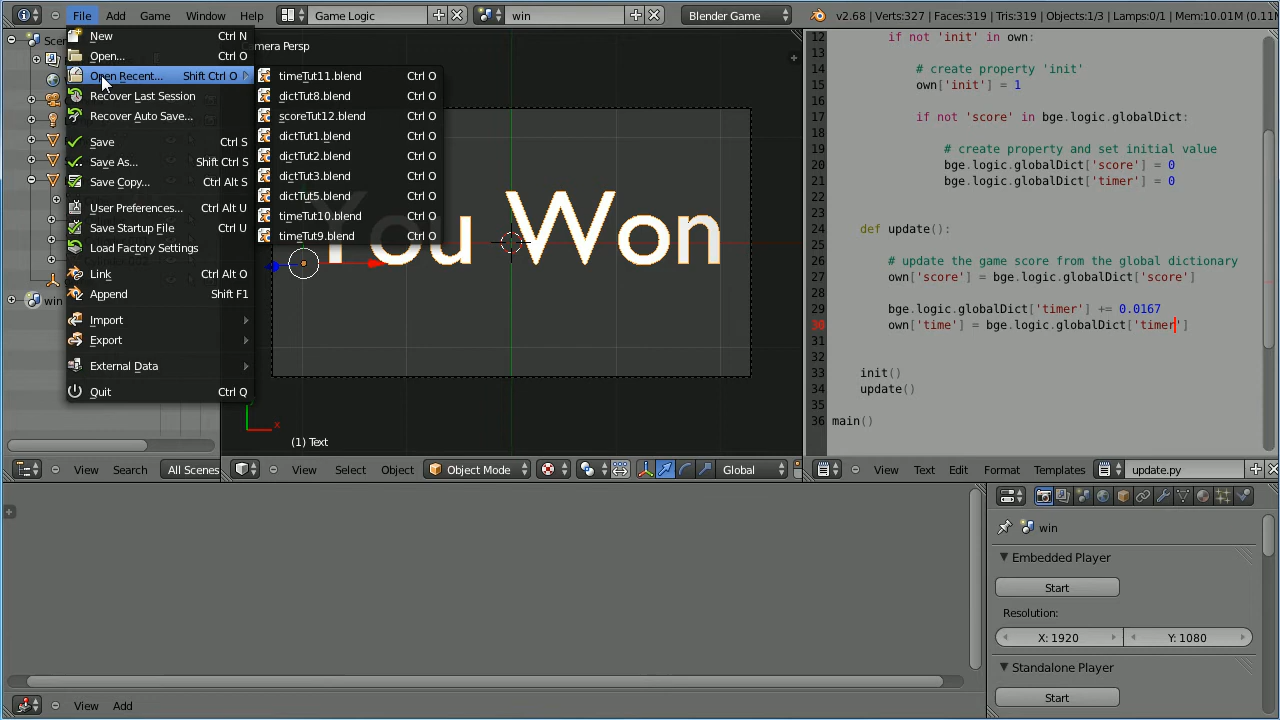 File Add Game Window Help Game Logic win Blender Game v2.68 | Verts:327 | Faces:319 | Tris:319 | Objects:1/3 | Lamps:0/1 | Mem:10.01M (0.11M
New Ctrl N
Open... Ctrl O
Open Recent... Shift Ctrl O
Recover Last Session
Recover Auto Save...
Save Ctrl S
Save As... Shift Ctrl S
Save Copy... Ctrl Alt S
User Preferences... Ctrl Alt U
Save Startup File Ctrl U
Load Factory Settings
Link Ctrl Alt O
Append Shift F1
Import
Export
External Data
Quit Ctrl Q
timeTut11.blend Ctrl O
dictTut8.blend Ctrl O
scoreTut12.blend Ctrl O
dictTut1.blend Ctrl O
dictTut2.blend Ctrl O
dictTut3.blend Ctrl O
dictTut5.blend Ctrl O
timeTut10.blend Ctrl O
timeTut9.blend Ctrl O
Scen
win
Camera Persp
You Won
x
(1) Text
12 if not 'init' in own:
13
14 # create property 'init'
15 own['init'] = 1
16
17 if not 'score' in bge.logic.globalDict:
18
19 # create property and set initial value
20 bge.logic.globalDict['score'] = 0
21 bge.logic.globalDict['timer'] = 0
22
23
24 def update():
25
26 # update the game score from the global dictionary
27 own['score'] = bge.logic.globalDict['score']
28
29 bge.logic.globalDict['timer'] += 0.0167
30 own['time'] = bge.logic.globalDict['timer']
31
32
33 init()
34 update()
35
36 main()
View Search All Scenes
View Select Object Object Mode Global
View Text Edit Format Templates update.py
win
Embedded Player
Start
Resolution:
X: 1920 Y: 1080
Standalone Player
Start
View Add